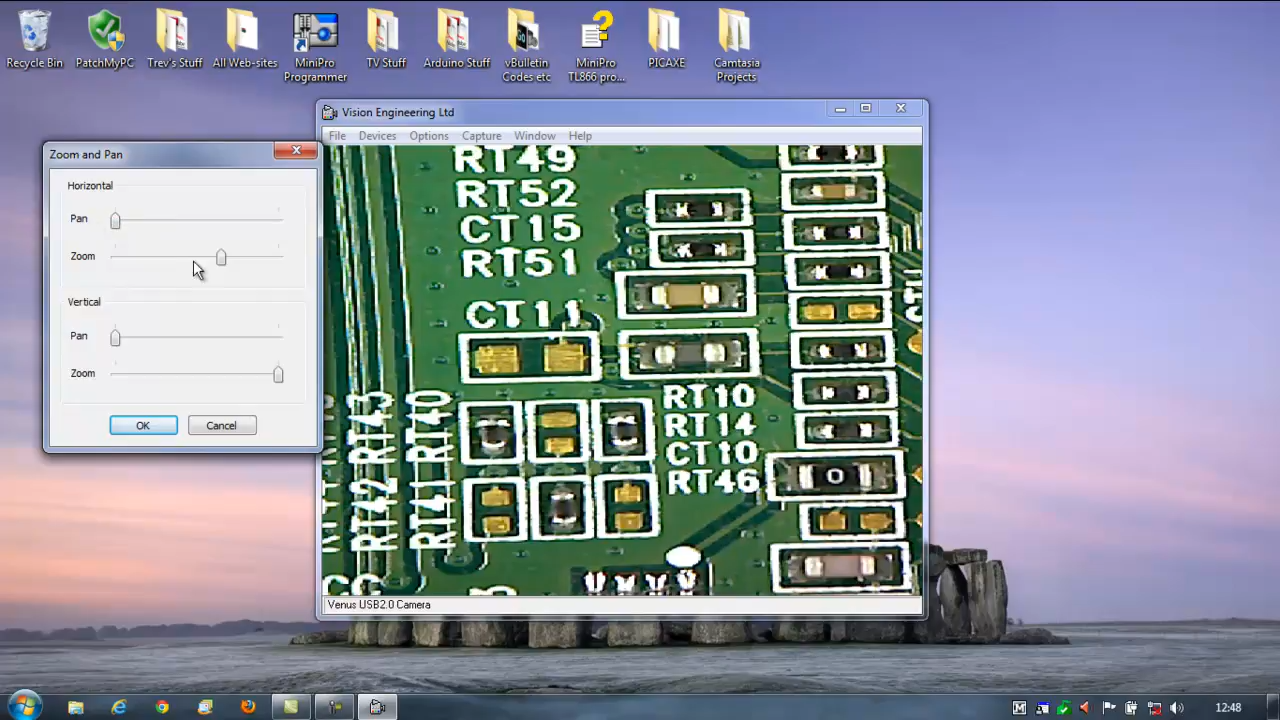 Recycle Bin
PatchMyPC
Trev's Stuff
All Web-sites
MiniPro
Programmer
TV Stuff
Arduino Stuff
vBulletin
Codes etc
MiniPro
TL866 pro...
PICAXE
Camtasia
Projects
Vision Engineering Ltd
File Devices Options Capture Window Help
Zoom and Pan
Horizontal
Pan
Zoom
Vertical
Pan
Zoom
OK Cancel
RT49
RT52
CT15
RT51
CT11
RT10
RT14
CT10
RT46
RT43
RT40
RT42
RT41
0
Venus USB2.0 Camera
12:48